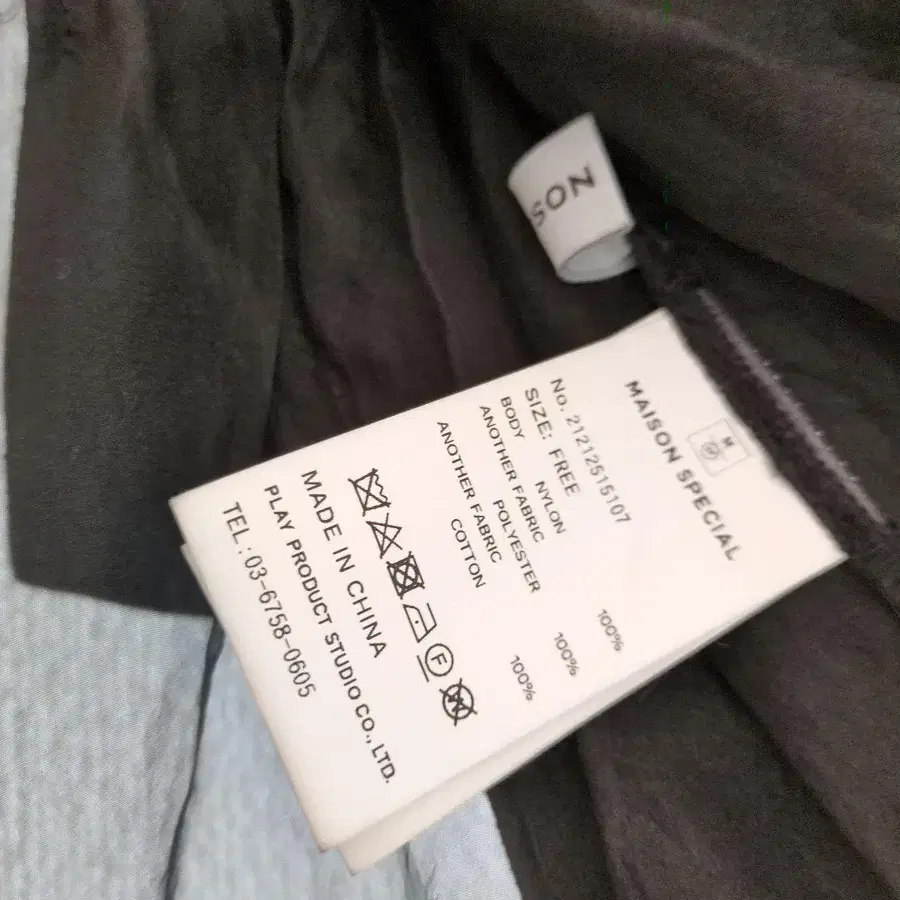 SON
M
MAISON SPECIAL
No. 21212515107
SIZE: FREE
BODY NYLON 100%
ANOTHER FABRIC POLYESTER 100%
ANOTHER FABRIC COTTON 100%
F
W
MADE IN CHINA
PLAY PRODUCT STUDIO CO., LTD.
TEL:03-6758-0605